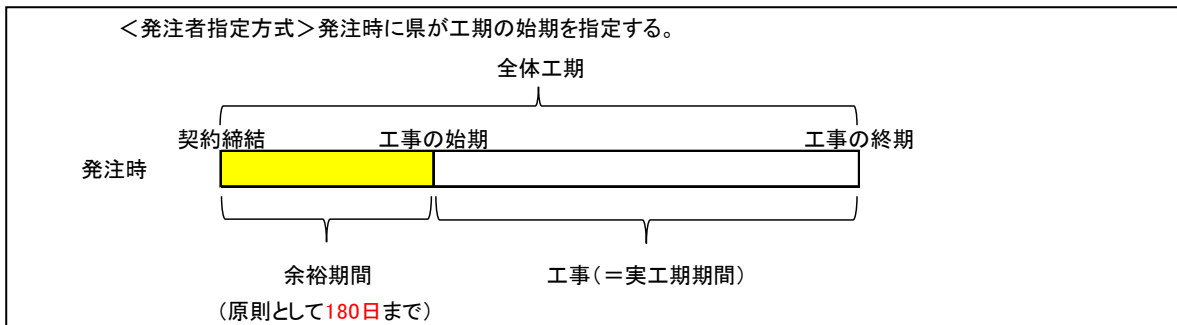 ＜発注者指定方式＞発注時に県が工期の始期を指定する。
全体工期
契約締結 工事の始期 工事の終期
発注時
余裕期間 工事(＝実工期期間)
(原則として180日まで)